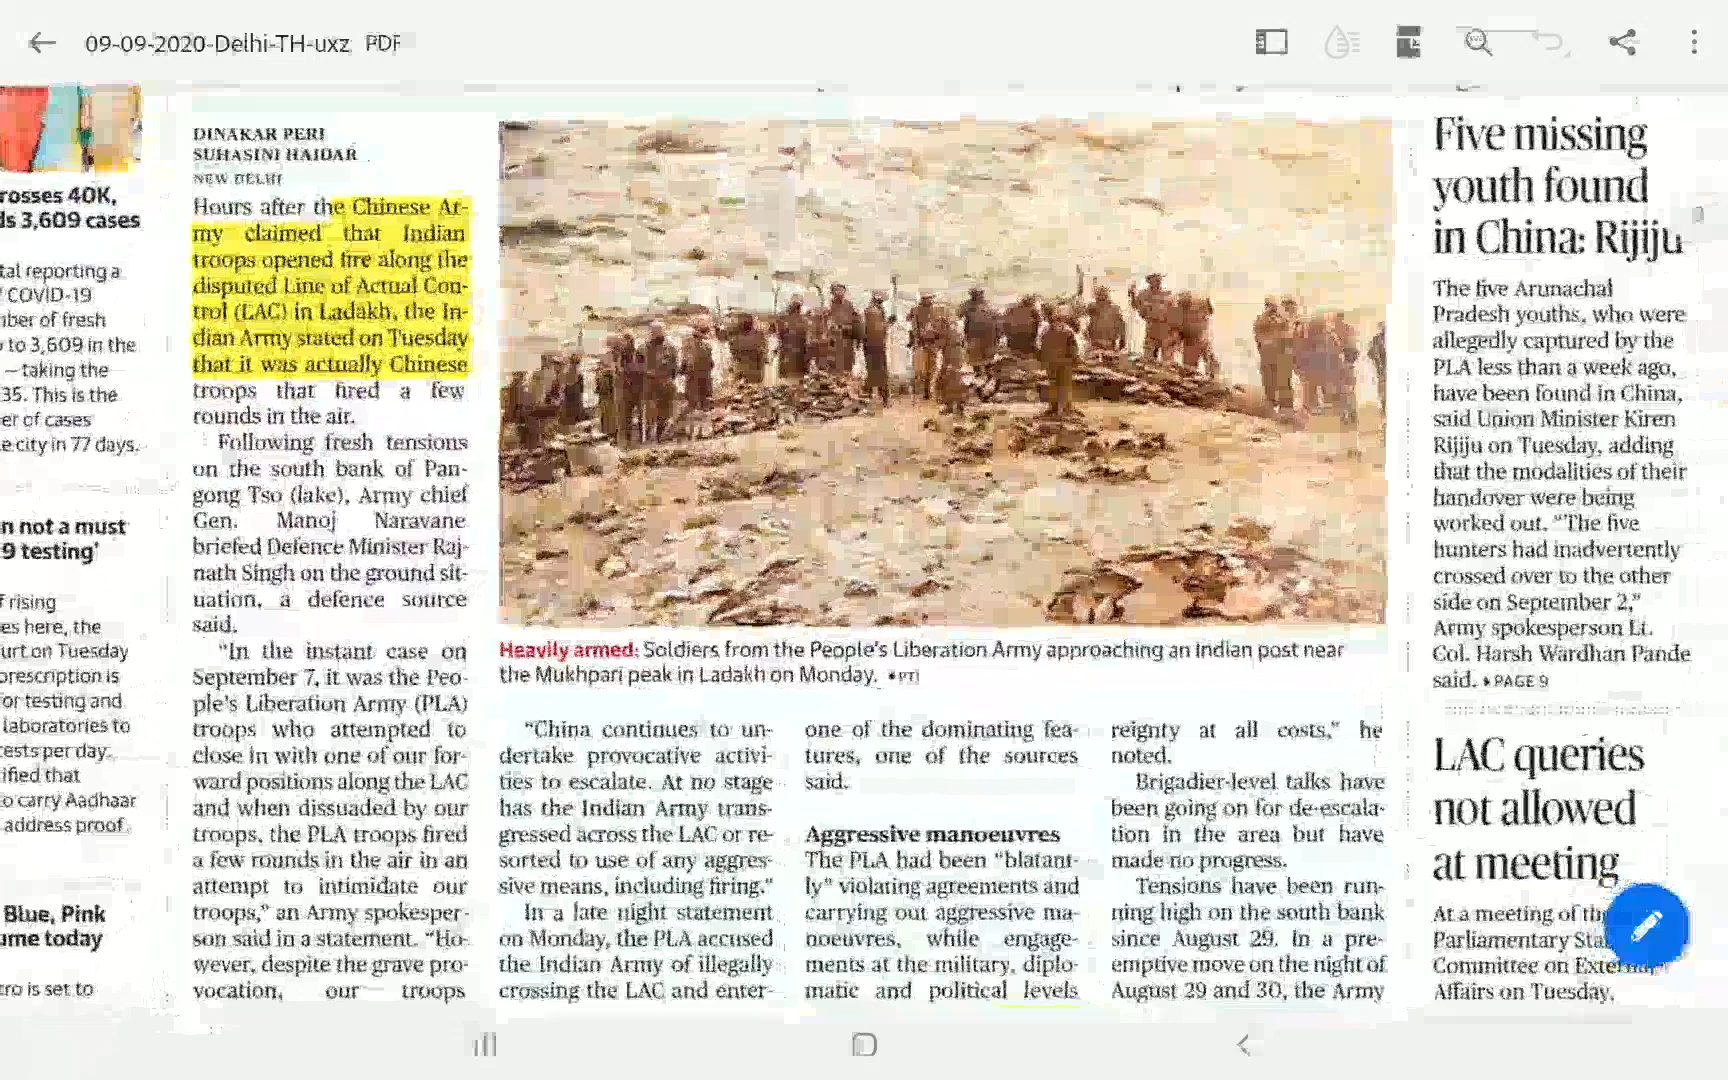 09-09-2020-Delhi-TH-uxz PDF
rosses 40K,
ds 3,609 cases
tal reporting a
COVID-19
ber of fresh
to 3,609 in the
– taking the
35. This is the
er of cases
e city in 77 days.
n not a must
9 testing'
f rising
es here, the
urt on Tuesday
prescription is
or testing and
laboratories to
tests per day.
ified that
o carry Aadhaar
address proof.
Blue, Pink
ume today
ro is set to
DINAKAR PERI
SUHASINI HAIDAR
NEW DELHI
Hours after the Chinese Ar-
my claimed that Indian
troops opened fire along the
disputed Line of Actual Con-
trol (LAC) in Ladakh, the In-
dian Army stated on Tuesday
that it was actually Chinese
troops that fired a few
rounds in the air.
Following fresh tensions
on the south bank of Pan-
gong Tso (lake), Army chief
Gen. Manoj Naravane
briefed Defence Minister Raj-
nath Singh on the ground sit-
uation, a defence source
said.
"In the instant case on
September 7, it was the Peo-
ple's Liberation Army (PLA)
troops who attempted to
close in with one of our for-
ward positions along the LAC
and when dissuaded by our
troops, the PLA troops fired
a few rounds in the air in an
attempt to intimidate our
troops," an Army spokesper-
son said in a statement. "Ho-
wever, despite the grave pro-
vocation, our troops
Heavily armed: Soldiers from the People's Liberation Army approaching an Indian post near
the Mukhpari peak in Ladakh on Monday. • PTI
"China continues to un-
dertake provocative activi-
ties to escalate. At no stage
has the Indian Army trans-
gressed across the LAC or re-
sorted to use of any aggres-
sive means, including firing."
In a late night statement
on Monday, the PLA accused
the Indian Army of illegally
crossing the LAC and enter-
one of the dominating fea-
tures, one of the sources
said.
Aggressive manoeuvres
The PLA had been "blatant-
ly" violating agreements and
carrying out aggressive ma-
noeuvres, while engage-
ments at the military, diplo-
matic and political levels
reignty at all costs," he
noted.
Brigadier-level talks have
been going on for de-escala-
tion in the area but have
made no progress.
Tensions have been run-
ning high on the south bank
since August 29. In a pre-
emptive move on the night of
August 29 and 30, the Army
Five missing
youth found
in China: Rijiju
The five Arunachal
Pradesh youths, who were
allegedly captured by the
PLA less than a week ago,
have been found in China,
said Union Minister Kiren
Rijiju on Tuesday, adding
that the modalities of their
handover were being
worked out. "The five
hunters had inadvertently
crossed over to the other
side on September 2,"
Army spokesperson Lt.
Col. Harsh Wardhan Pande
said. • PAGE 9
LAC queries
not allowed
at meeting
At a meeting of the
Parliamentary Sta
Committee on External
Affairs on Tuesday,